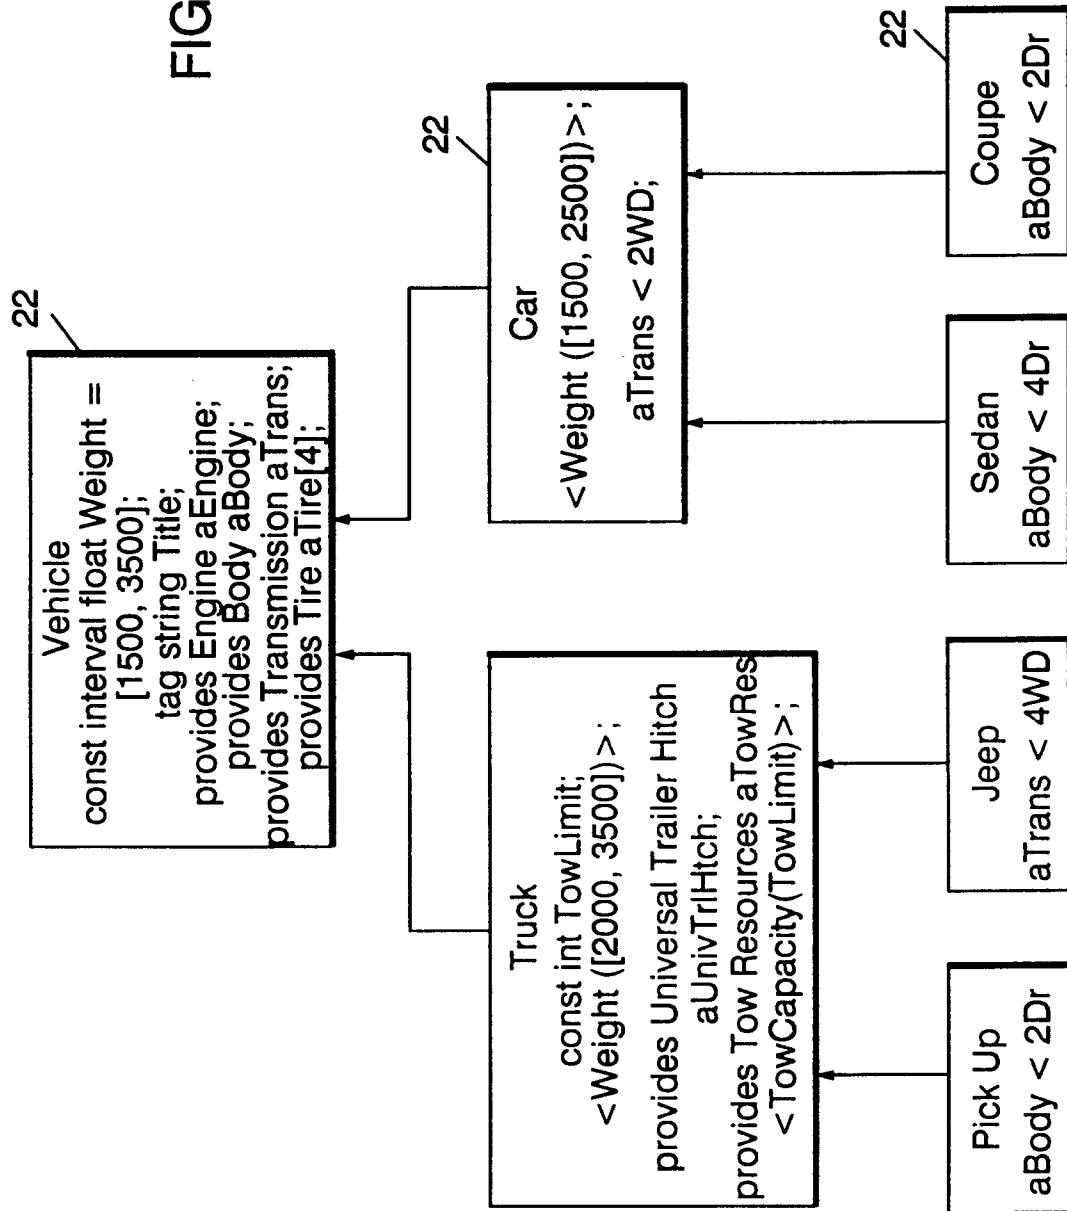 FIG
22
Vehicle
const interval float Weight =
[1500, 3500];
tag string Title;
provides Engine aEngine;
provides Body aBody;
provides Transmission aTrans;
provides Tire aTire[4];
Truck
const int TowLimit;
<Weight ([2000, 3500])>;
provides Universal Trailer Hitch
aUnivTrlHtch;
provides Tow Resources aTowRes
<TowCapacity(TowLimit)>;
22
Car
<Weight ([1500, 2500])>;
aTrans < 2WD;
Pick Up
aBody < 2Dr
Jeep
aTrans < 4WD
Sedan
aBody < 4Dr
22
Coupe
aBody < 2Dr